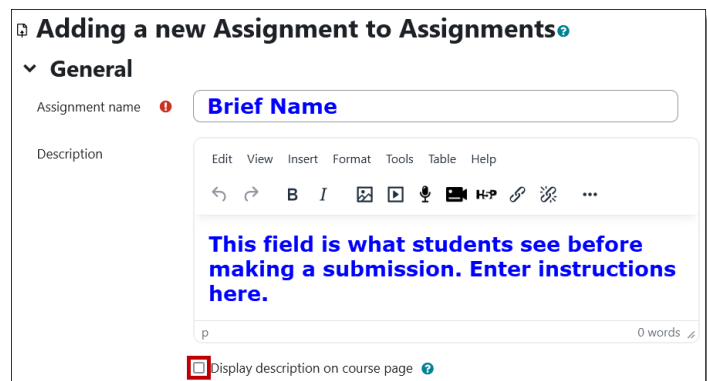 Adding a new Assignment to Assignments
General
Assignment name
Brief Name
Description
Edit View Insert Format Tools Table Help
B I H5P
This field is what students see before
making a submission. Enter instructions
here.
p 0 words
Display description on course page